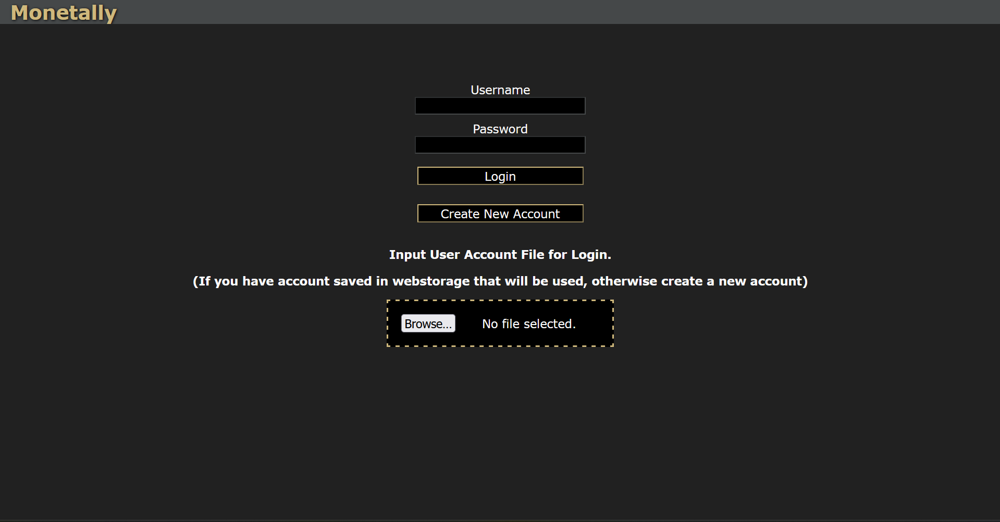 Monetally
Username
Password
Login
Create New Account
Input User Account File for Login.
(If you have account saved in webstorage that will be used, otherwise create a new account)
Browse... No file selected.